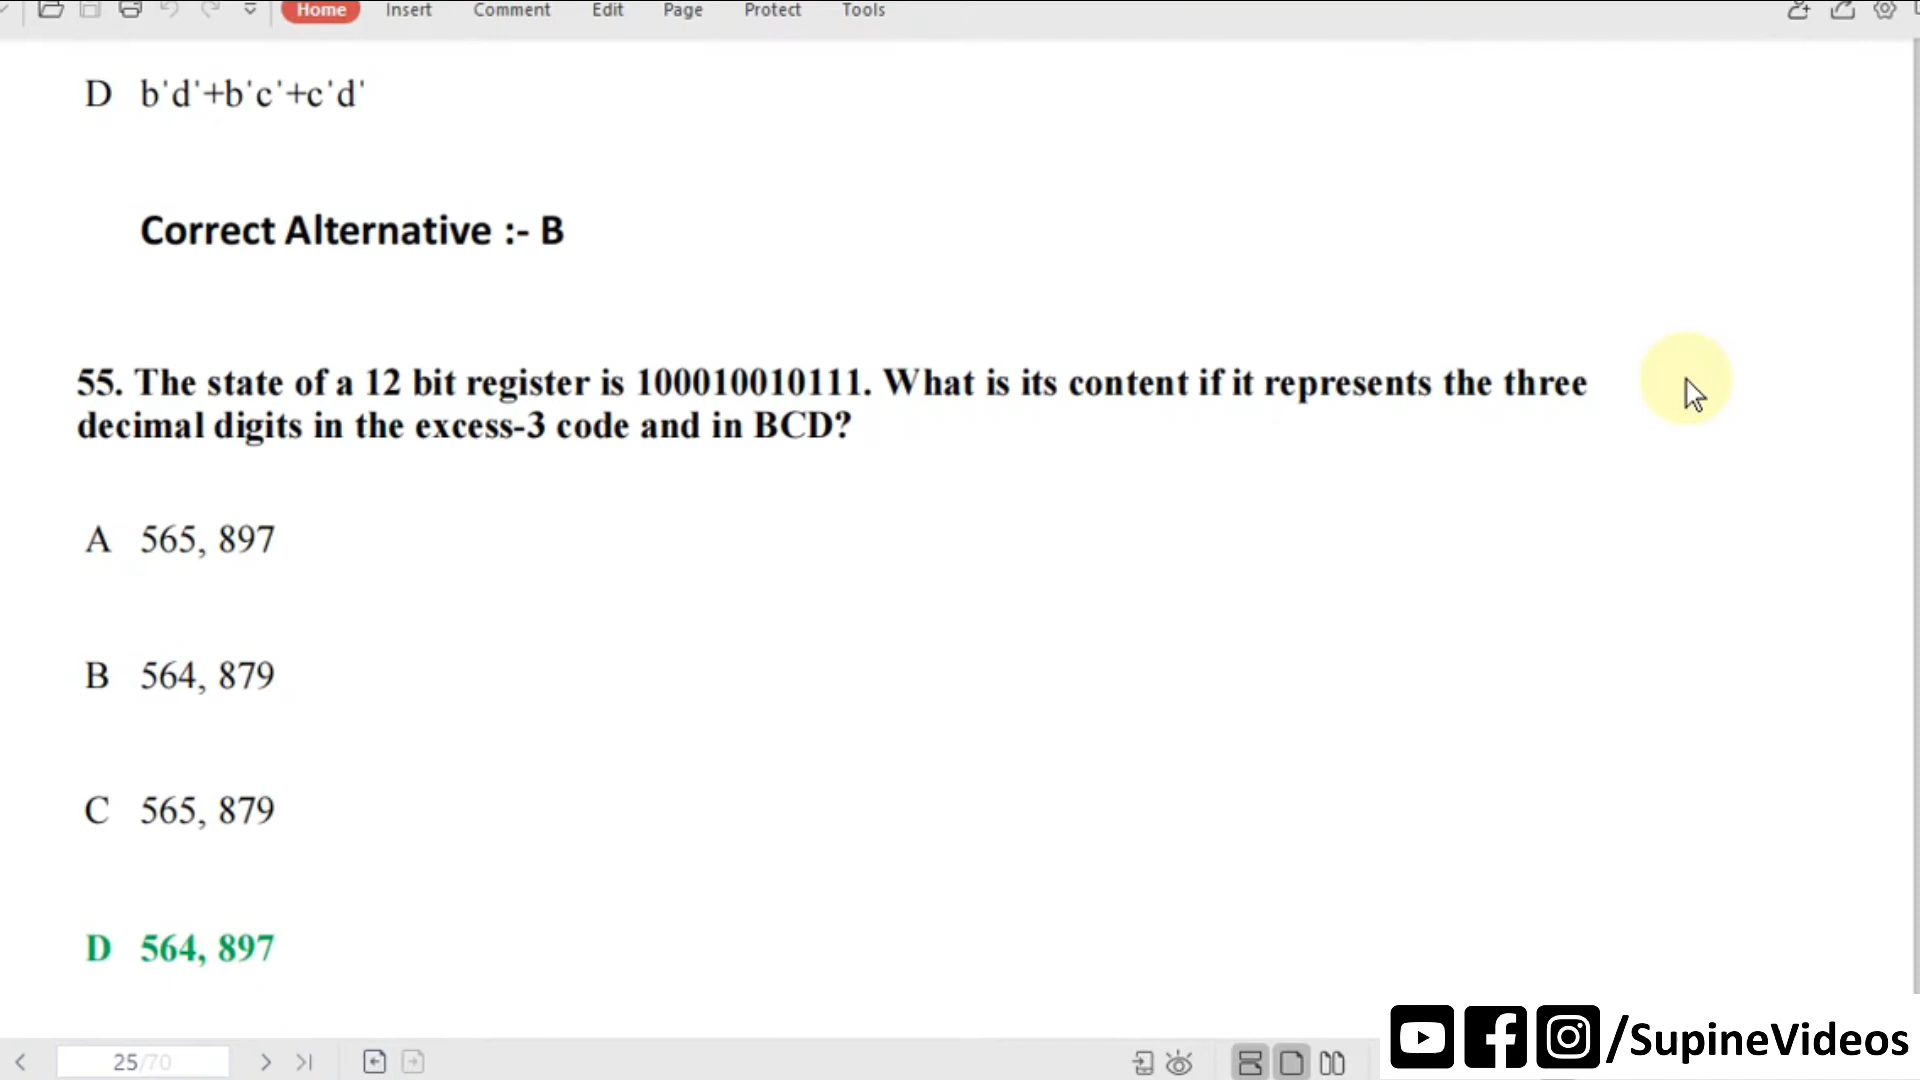 Home Insert Comment Edit Page Protect Tools
D b'd'+b'c'+c'd'
Correct Alternative :- B
55. The state of a 12 bit register is 100010010111. What is its content if it represents the three
decimal digits in the excess-3 code and in BCD?
A 565, 897
B 564, 879
C 565, 879
D 564, 897
25/70
/SupineVideos